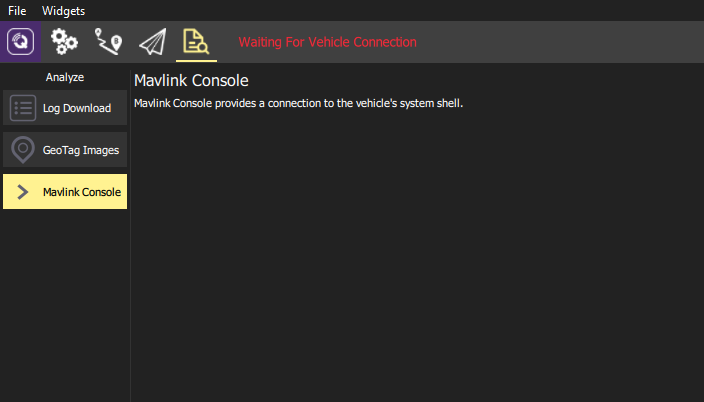 File Widgets
Waiting For Vehicle Connection
Analyze
Log Download
GeoTag Images
Mavlink Console
Mavlink Console
Mavlink Console provides a connection to the vehicle's system shell.